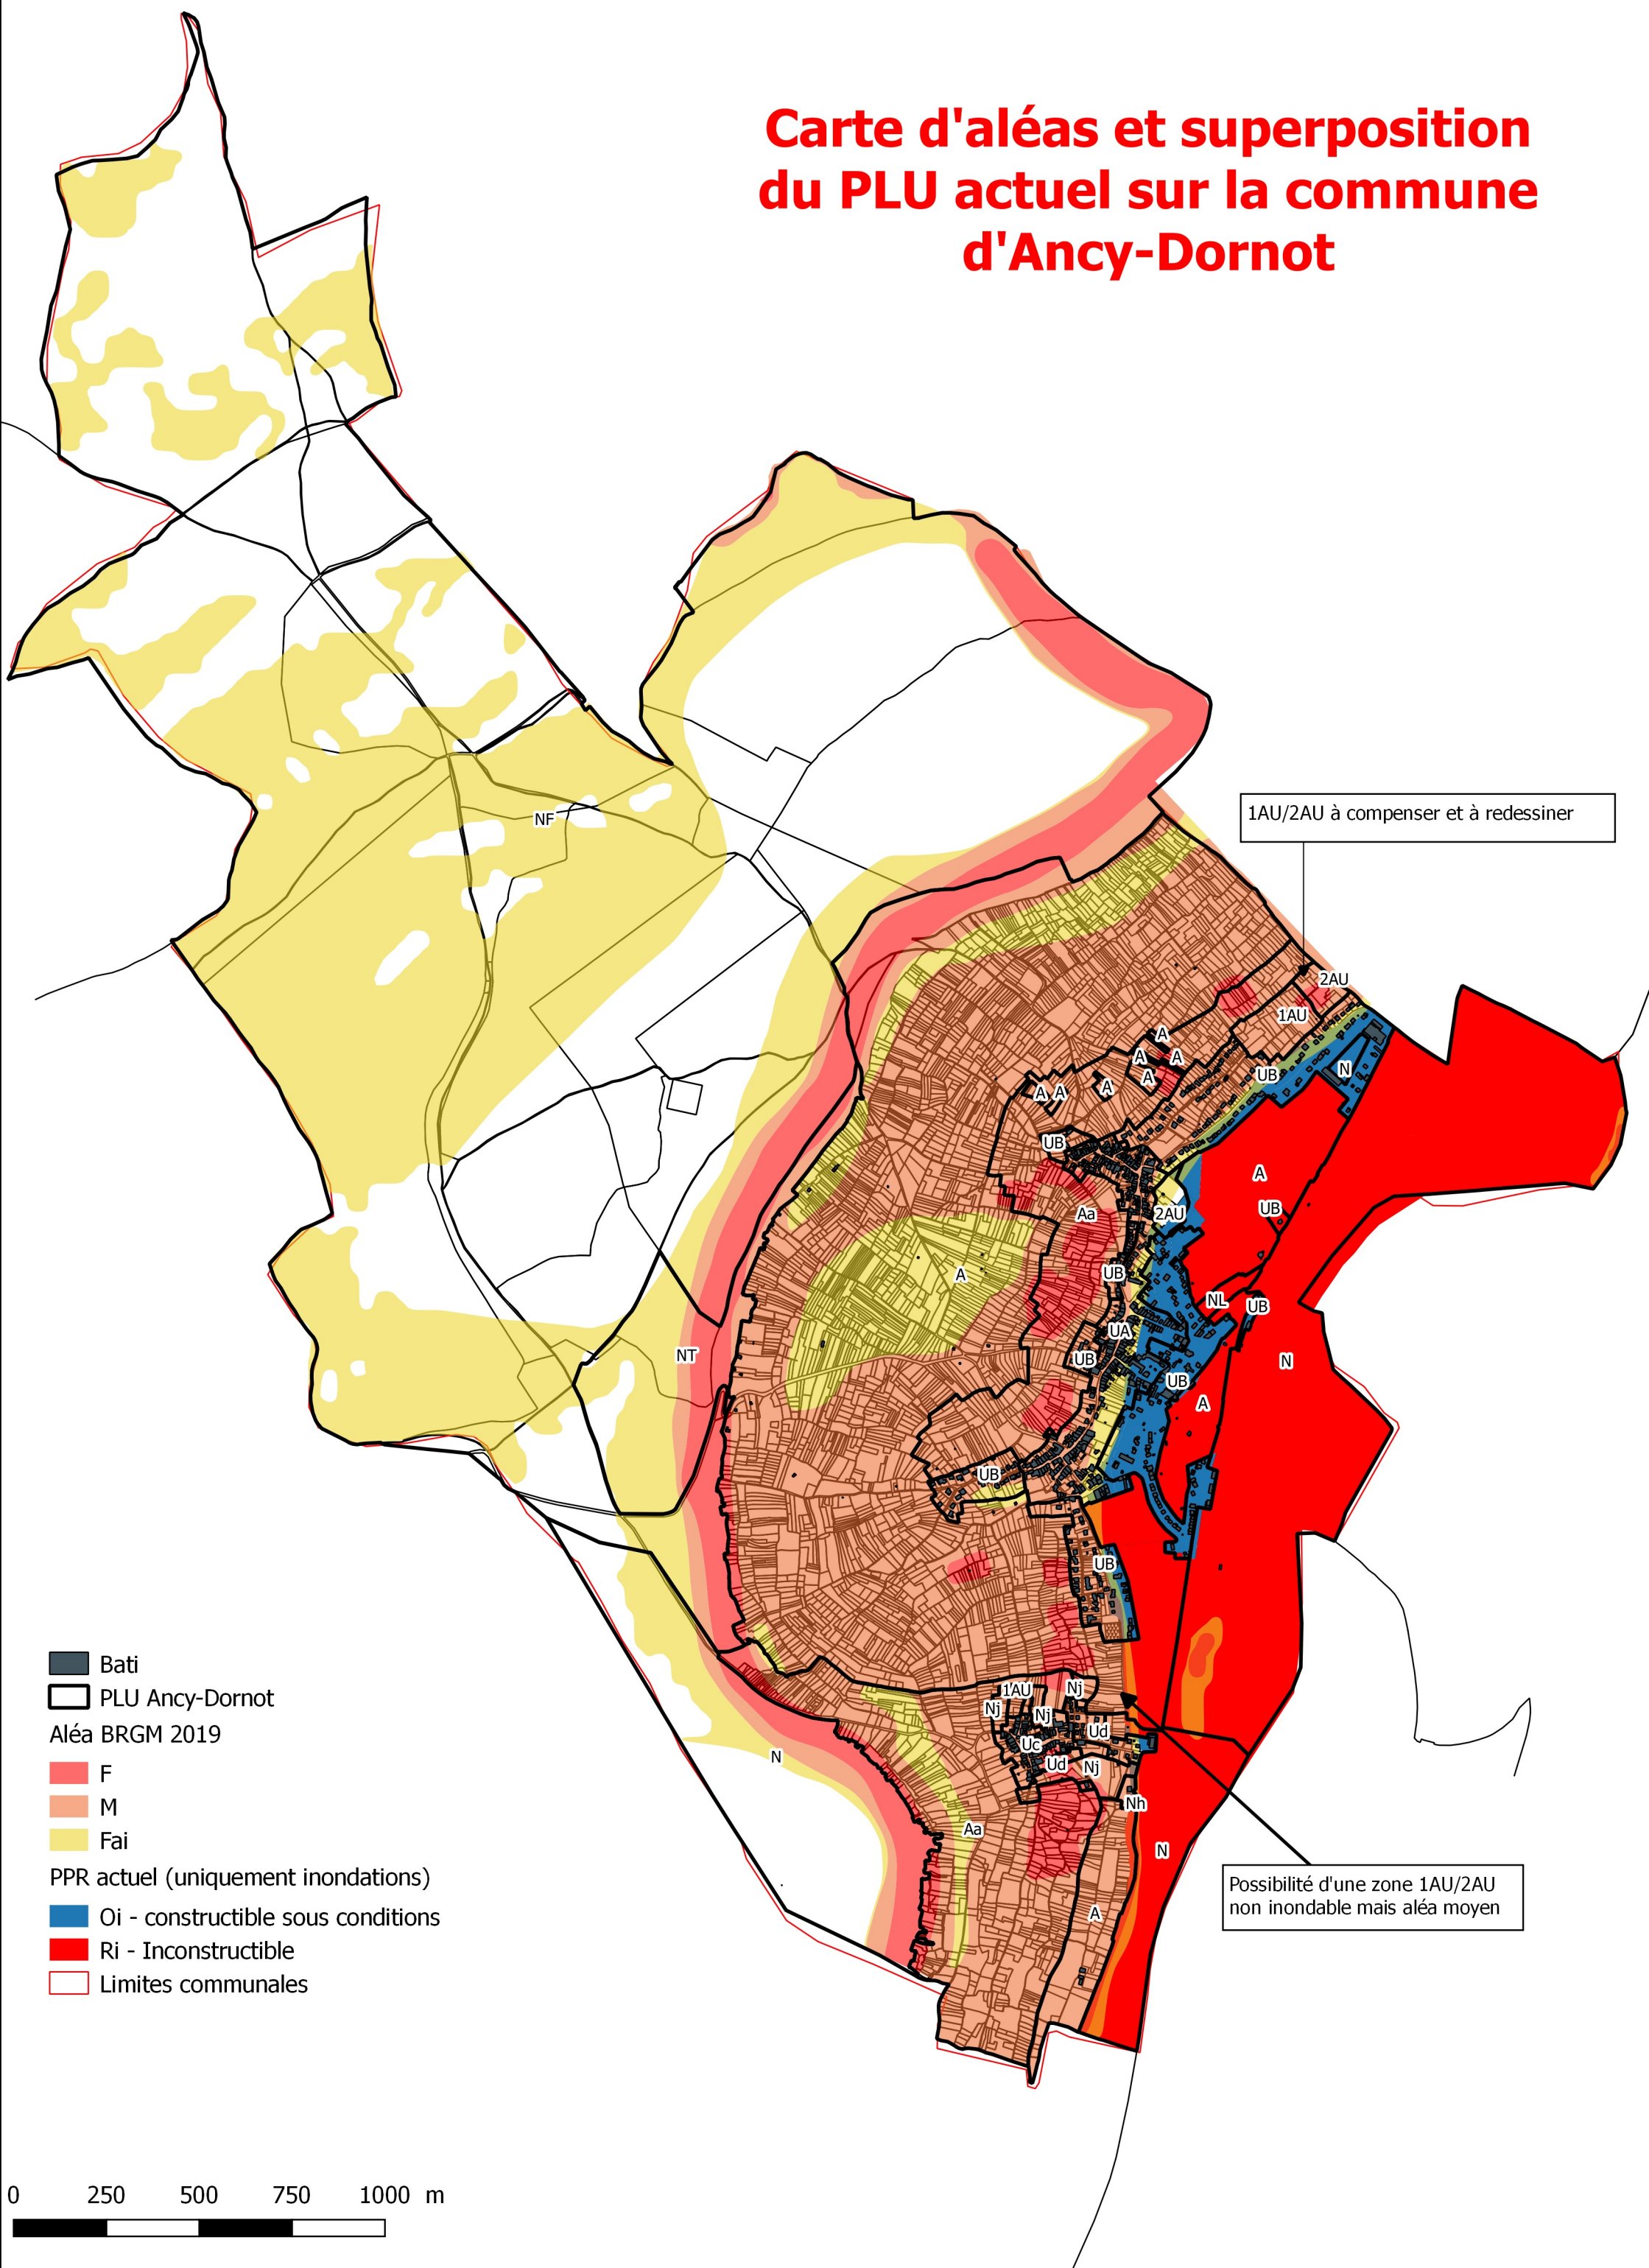 Carte d'aléas et superposition
du PLU actuel sur la commune
d'Ancy-Dornot
NF
1AU/2AU à compenser et à redessiner
2AU
1AU
A
A
A
A
UB
N
A
A
A
UB
A
Aa
2AU
UB
A
UB
NL
UB
UA
NT
UB
N
UB
A
UB
UB
1AU
Nj
Nj
Nj
Ud
Uc
N
Ud
Nj
Nh
Aa
N
A
Possibilité d'une zone 1AU/2AU
non inondable mais aléa moyen
Bati
PLU Ancy-Dornot
Aléa BRGM 2019
F
M
Fai
PPR actuel (uniquement inondations)
Oi - constructible sous conditions
Ri - Inconstructible
Limites communales
0 250 500 750 1000 m